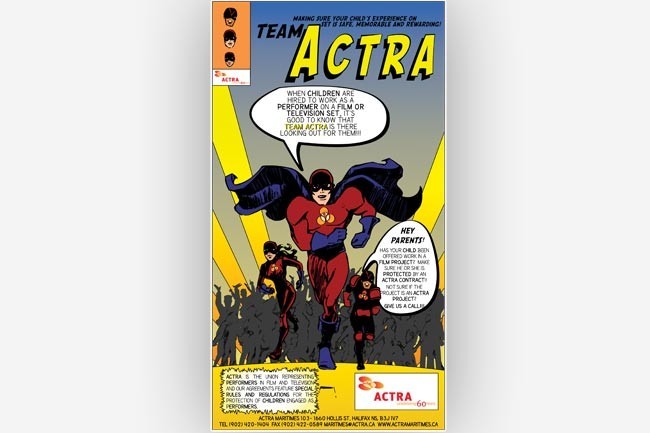 MAKING SURE YOUR CHILD'S EXPERIENCE ON
SET IS SAFE, MEMORABLE AND REWARDING!
TEAM
ACTRA
ACTRA
WHEN CHILDREN ARE
HIRED TO WORK AS A
PERFORMER ON A FILM OR
TELEVISION SET, IT'S
GOOD TO KNOW THAT
TEAM ACTRA IS THERE
LOOKING OUT FOR THEM!!!
HEY
PARENTS!
HAS YOUR CHILD BEEN
OFFERED WORK IN A
FILM PROJECT? MAKE
SURE HE OR SHE IS
PROTECTED BY AN
ACTRA CONTRACT!
NOT SURE IF THE
PROJECT IS AN ACTRA
PROJECT?
GIVE US A CALL!!!
ACTRA IS THE UNION REPRESENTING
PERFORMERS IN FILM AND TELEVISION
AND OUR AGREEMENTS FEATURE SPECIAL
RULES AND REGULATIONS FOR THE
PROTECTION OF CHILDREN ENGAGED AS
PERFORMERS.
ACTRA
60
ACTRA MARITIMES 103 - 1660 HOLLIS ST. HALIFAX NS, B3J 1V7
TEL (902) 420-1404 FAX (902) 422-0589 MARITIMES@ACTRA.CA WWW.ACTRAMARITIMES.CA